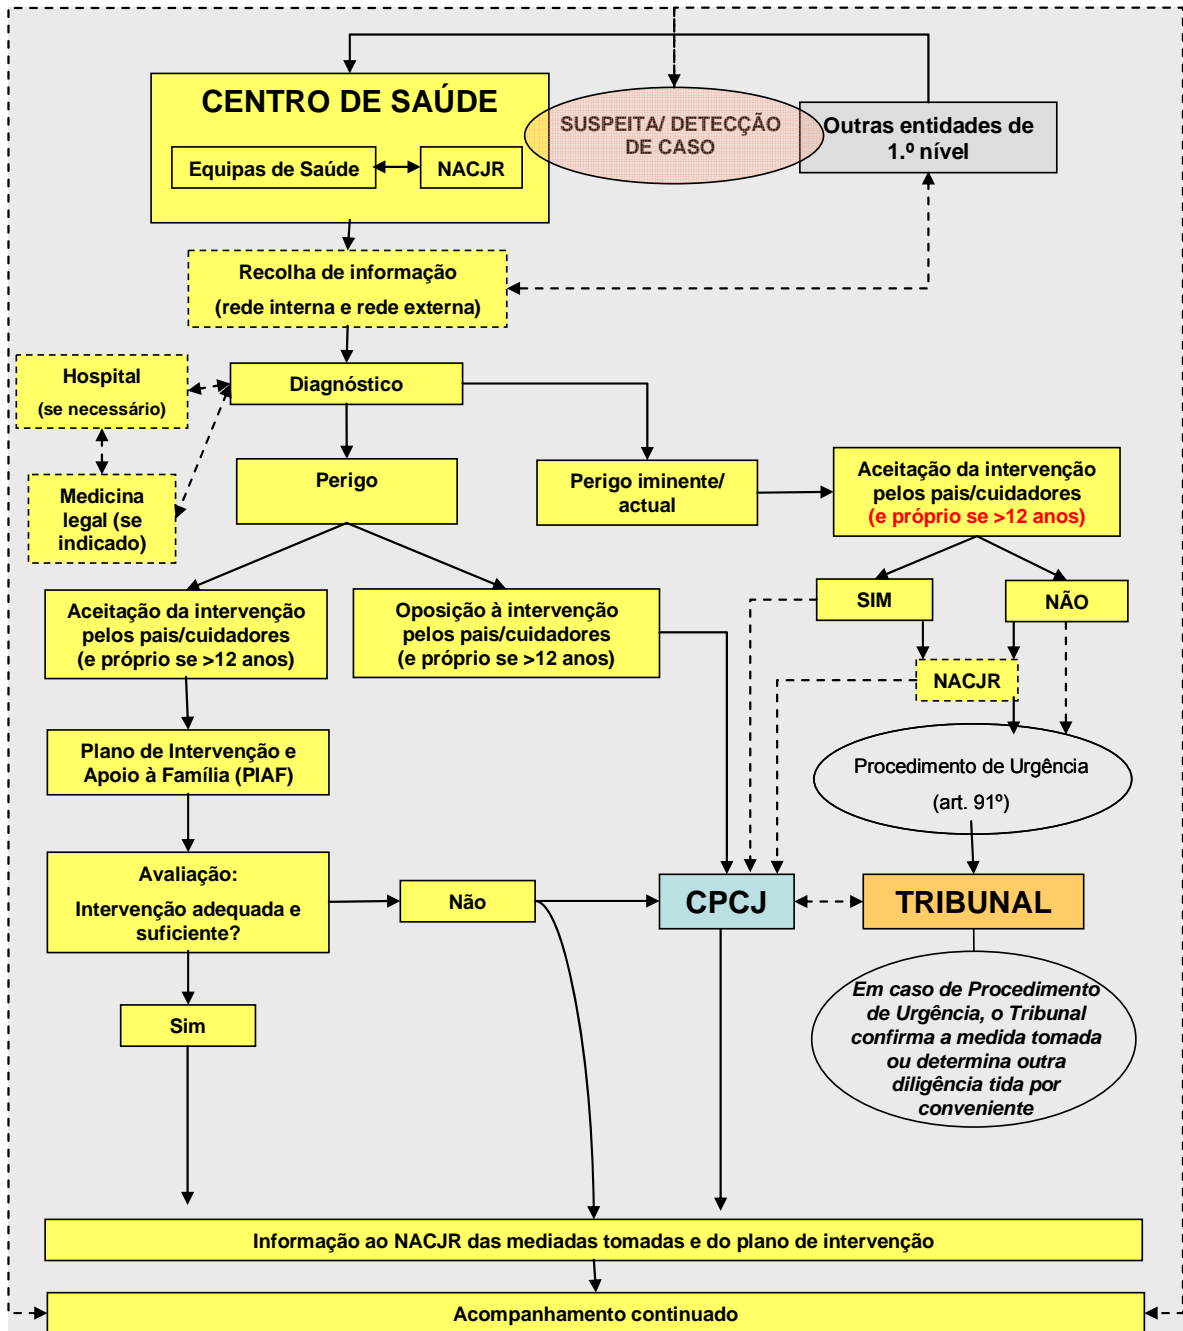 CENTRO DE SAÚDE
Equipas de Saúde
NACJR
SUSPEITA/ DETECÇÃO
DE CASO
Outras entidades de
1.º nível
Recolha de informação
(rede interna e rede externa)
Hospital
(se necessário)
Diagnóstico
Medicina
legal (se
indicado)
Perigo
Perigo iminente/
actual
Aceitação da intervenção
pelos pais/cuidadores
(e próprio se >12 anos)
SIM
NÃO
NACJR
Aceitação da intervenção
pelos pais/cuidadores
(e próprio se >12 anos)
Oposição à intervenção
pelos pais/cuidadores
(e próprio se >12 anos)
Plano de Intervenção e
Apoio à Família (PIAF)
Procedimento de Urgência
(art. 91º)
Avaliação:
Intervenção adequada e
suficiente?
Não
CPCJ
TRIBUNAL
Sim
Em caso de Procedimento
de Urgência, o Tribunal
confirma a medida tomada
ou determina outra
diligência tida por
conveniente
Informação ao NACJR das mediadas tomadas e do plano de intervenção
Acompanhamento continuado